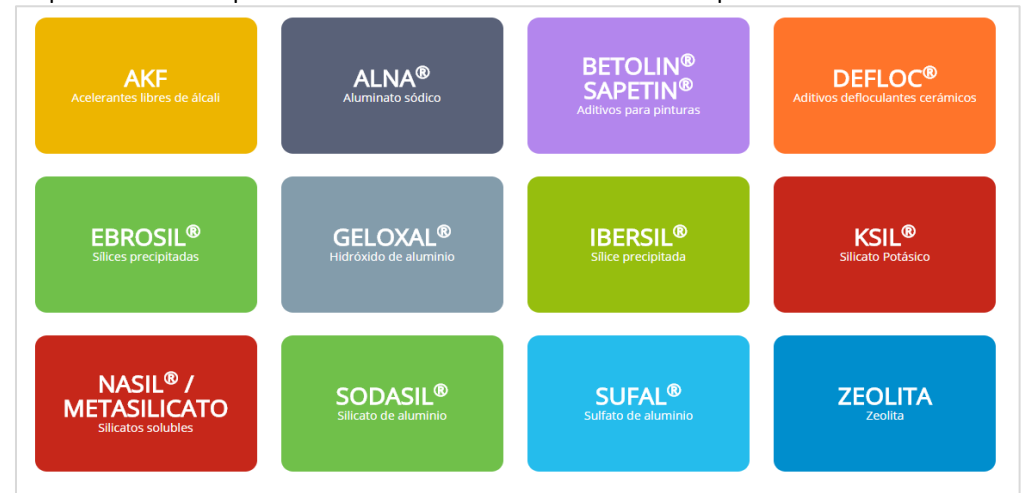 AKF
Acelerantes libres de álcali
ALNA®
Aluminato sódico
BETOLIN®
SAPETIN®
Aditivos para pinturas
DEFLOC®
Aditivos defloculantes cerámicos
EBROSIL®
Sílices precipitadas
GELOXAL®
Hidróxido de aluminio
IBERSIL®
Sílice precipitada
KSIL®
Silicato Potásico
NASIL® /
METASILICATO
Silicatos solubles
SODASIL®
Silicato de aluminio
SUFAL®
Sulfato de aluminio
ZEOLITA
Zeolita